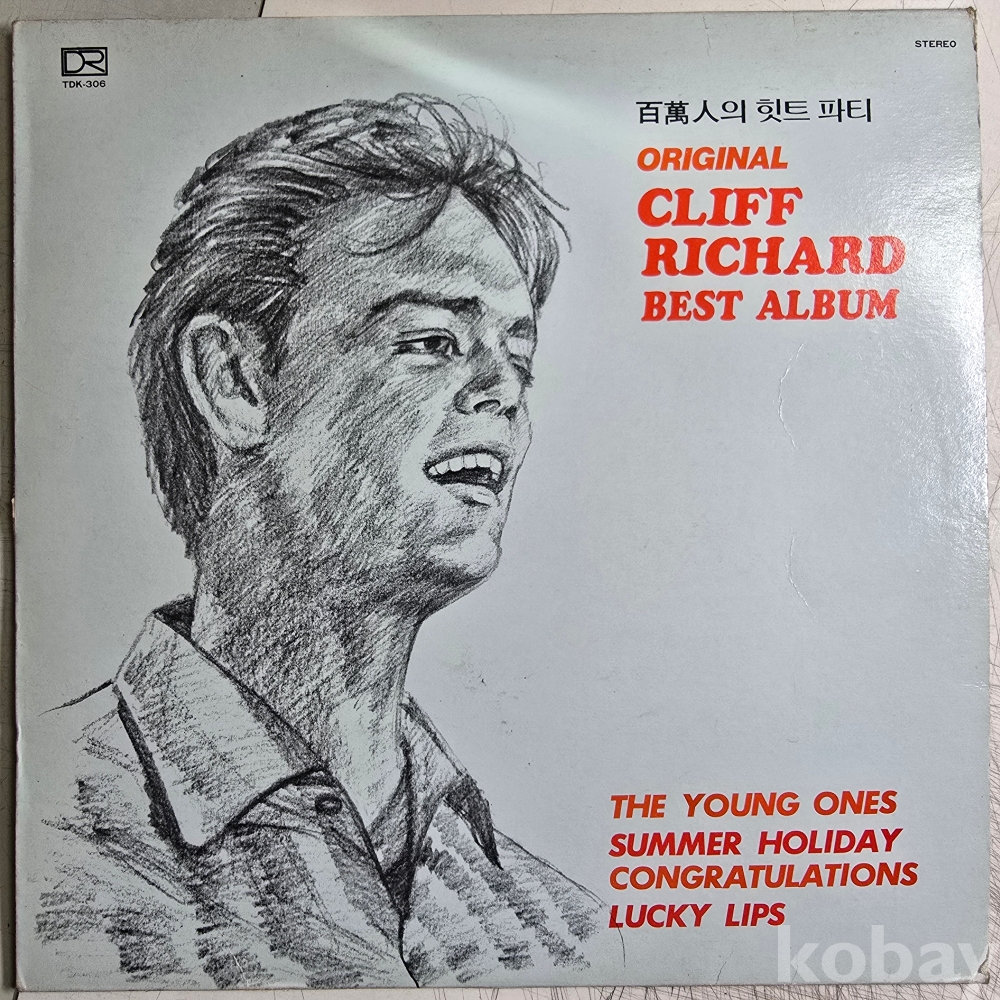 DR
TDK-306
STEREO
百萬人의 힛트 파티
ORIGINAL
CLIFF
RICHARD
BEST ALBUM
THE YOUNG ONES
SUMMER HOLIDAY
CONGRATULATIONS
LUCKY LIPS
kobay